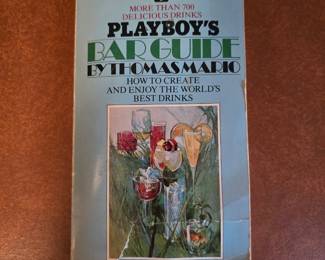 MORE THAN 700
DELICIOUS DRINKS
PLAYBOY'S
BAR GUIDE
BY THOMAS MARIO
HOW TO CREATE
AND ENJOY THE WORLD'S
BEST DRINKS